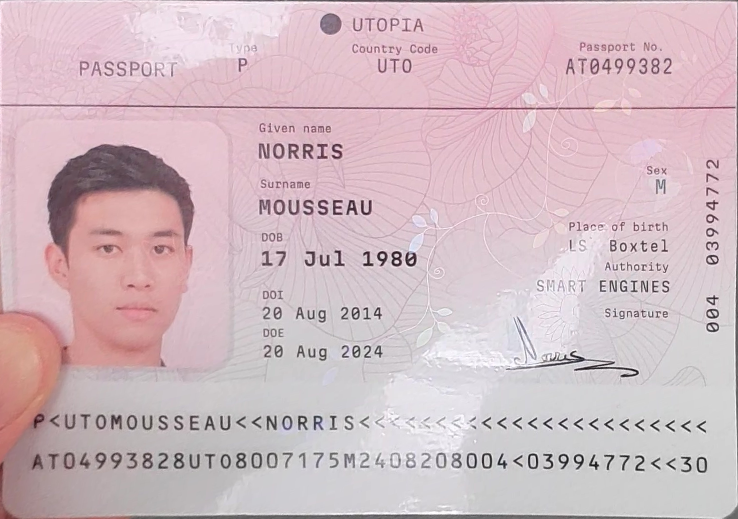 UTOPIA
Type
Country Code
Passport No.
PASSPORT
P
UTO
AT0499382
Given name
NORRIS
Surname
MOUSSEAU
DOB
17 Jul 1980
DOI
20 Aug 2014
DOE
20 Aug 2024
Sex
M
Place of birth
LS Boxtel
Authority
SMART ENGINES
Signature
Norris
004 03994772
P<UTOMOUSSEAU<<NORRIS<<<<<<<<<<<<<<<<<<<<<<<
AT04993828UTO8007175M2408208004<03994772<<30